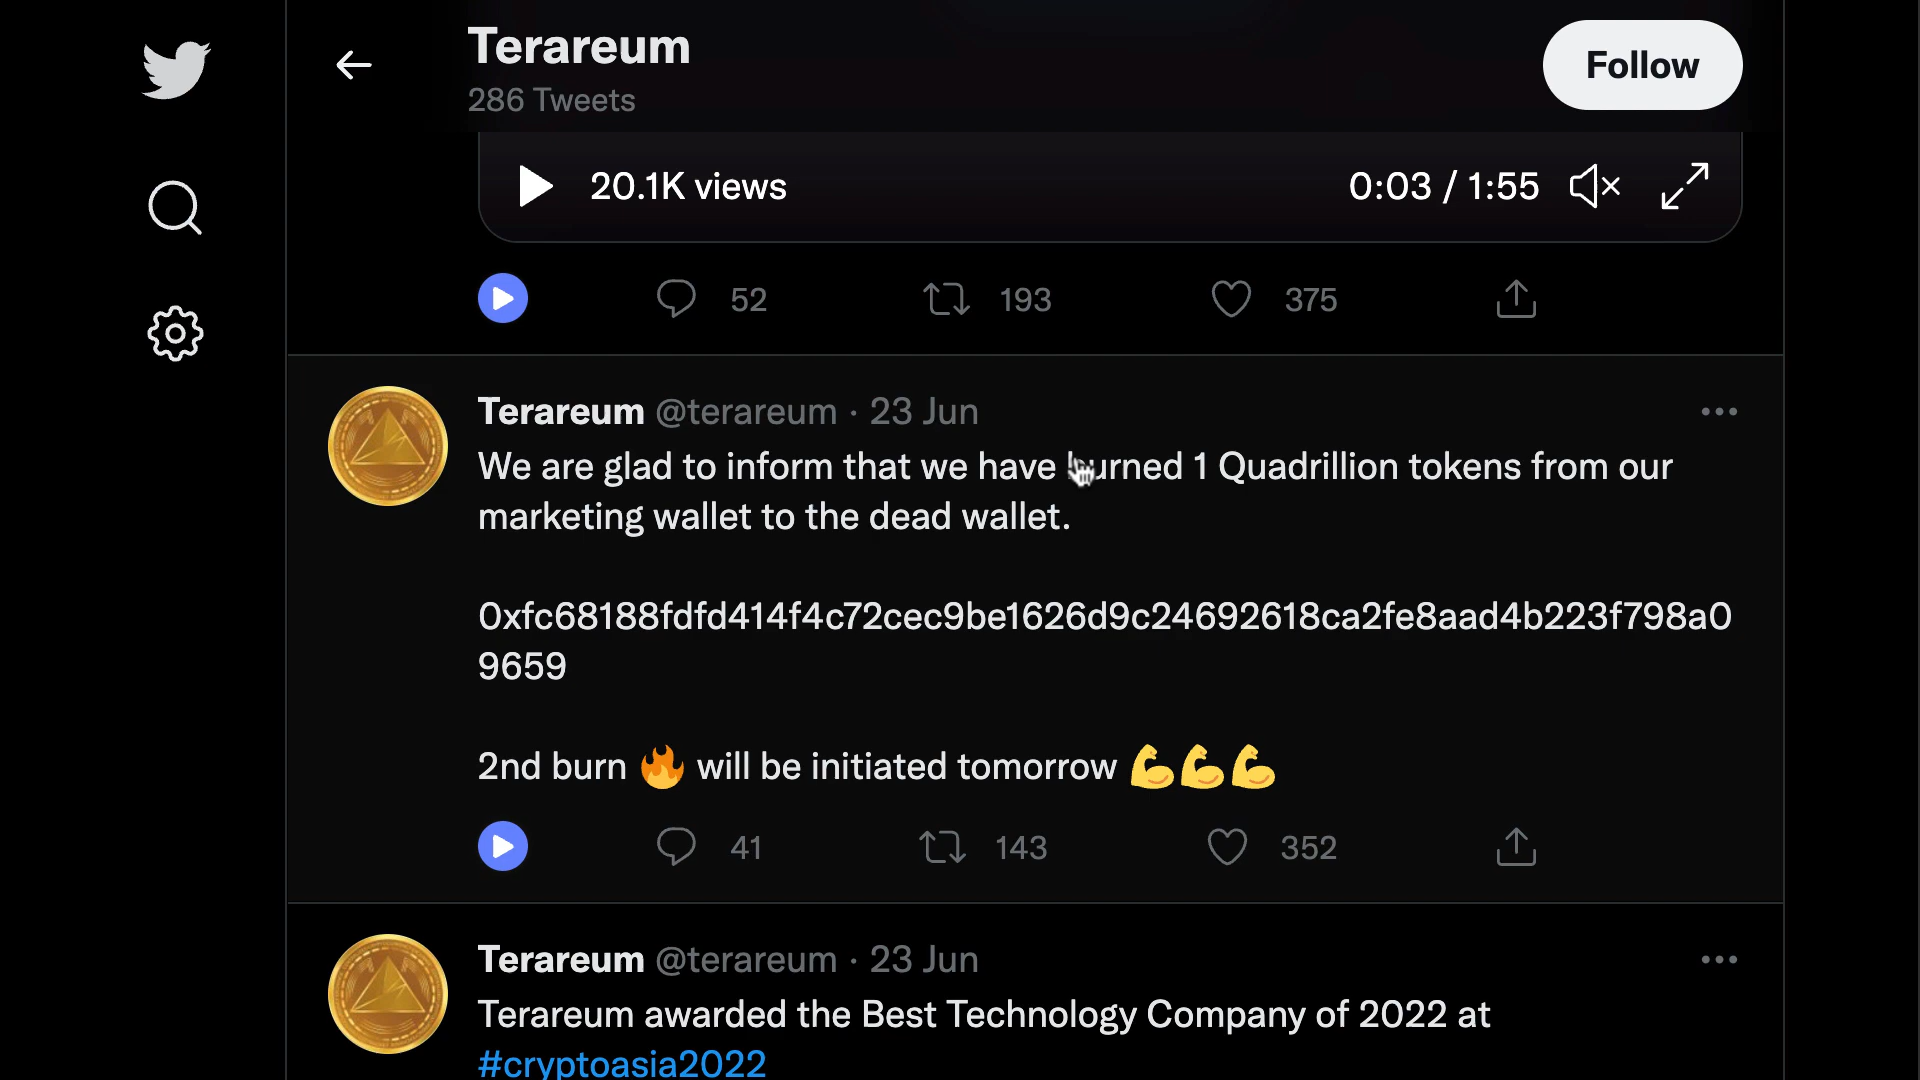 Terareum
286 Tweets
Follow
20.1K views
0:03 / 1:55
52
193
375
Terareum @terareum · 23 Jun
We are glad to inform that we have burned 1 Quadrillion tokens from our
marketing wallet to the dead wallet.
0xfc68188fdfd414f4c72cec9be1626d9c24692618ca2fe8aad4b223f798a0
9659
2nd burn 🔥 will be initiated tomorrow 💪💪💪
41
143
352
Terareum @terareum · 23 Jun
Terareum awarded the Best Technology Company of 2022 at
#cryptoasia2022